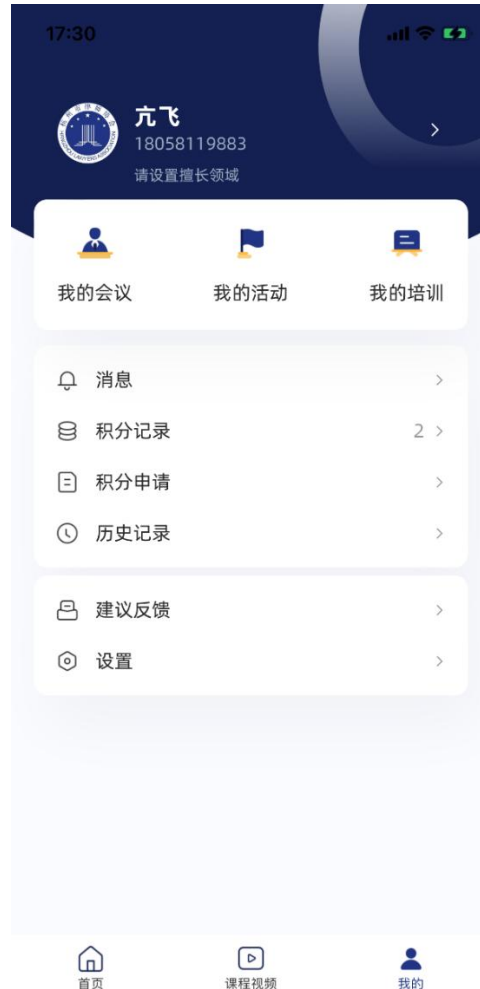 17:30
亢飞
18058119883
请设置擅长领域
我的会议
我的活动
我的培训
消息
积分记录
2
积分申请
历史记录
建议反馈
设置
首页
课程视频
我的